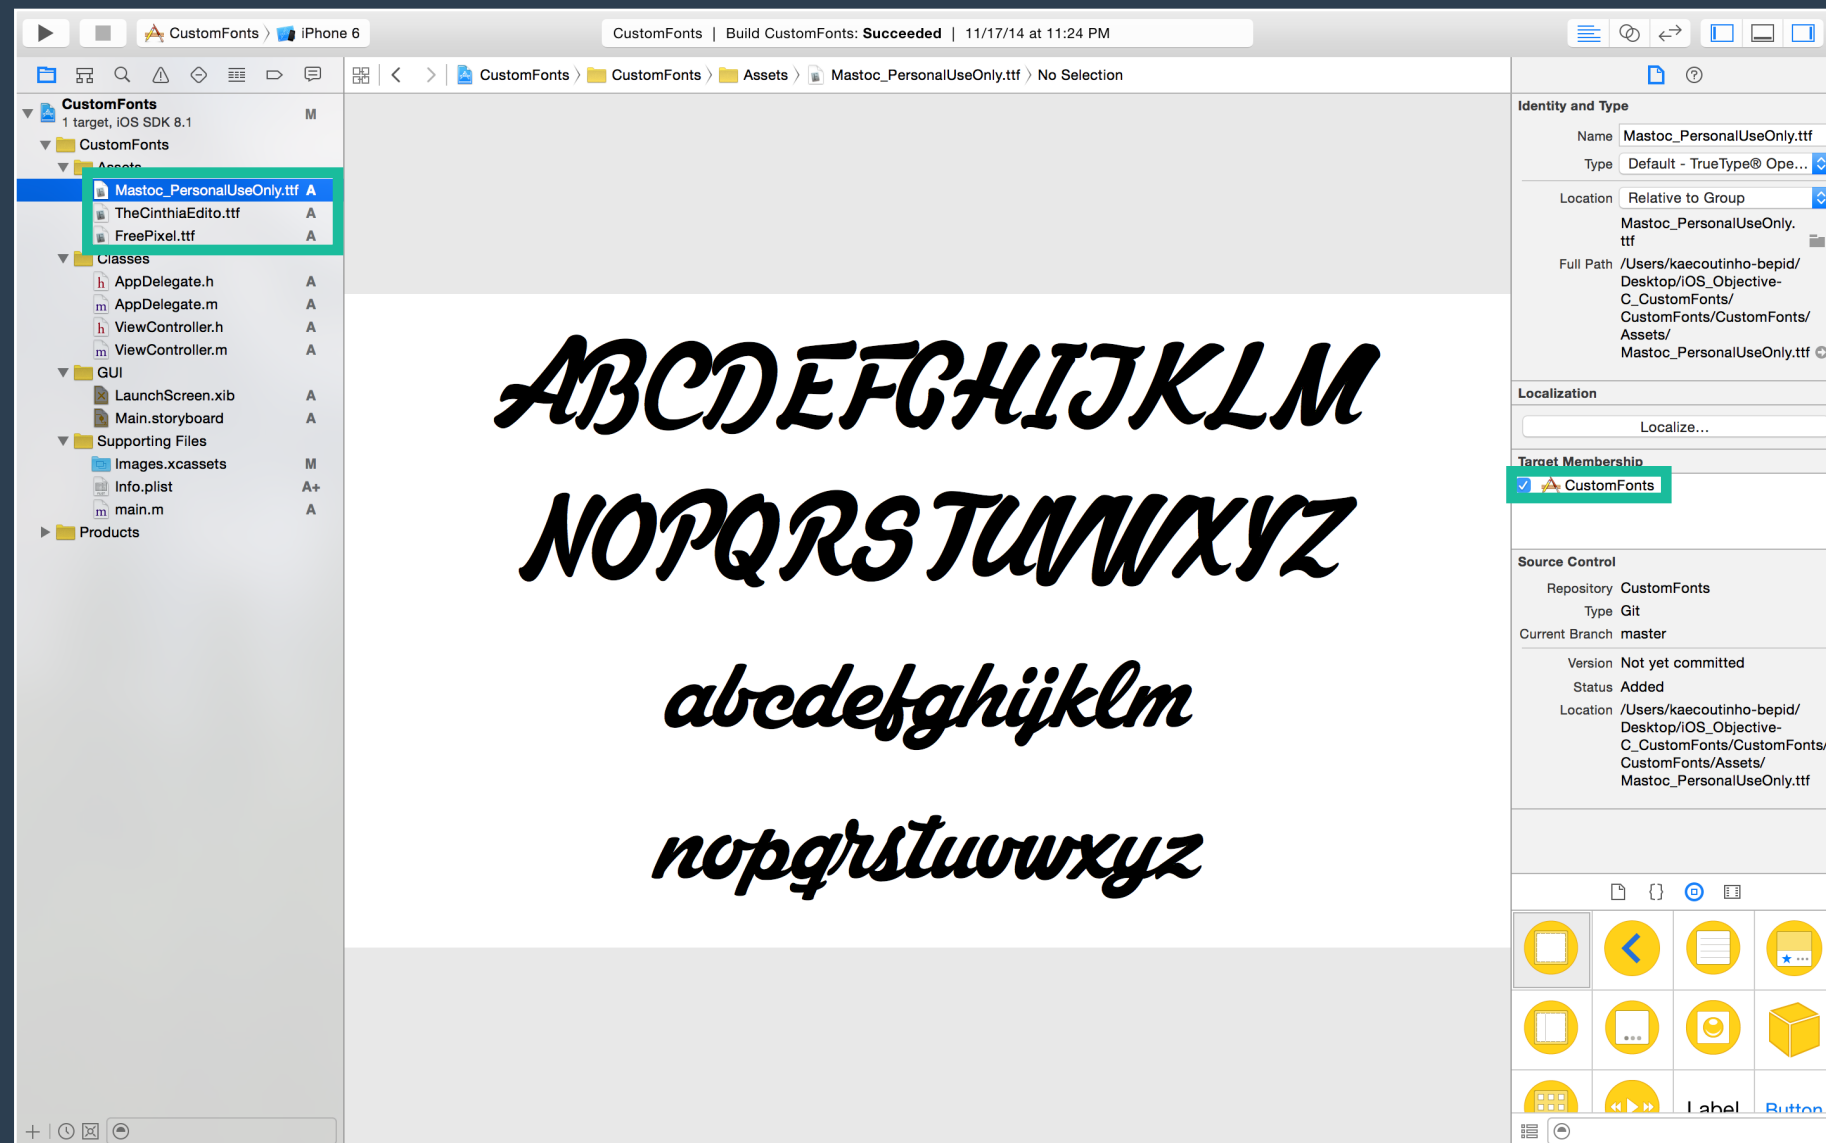 CustomFonts 〉 iPhone 6
CustomFonts | Build CustomFonts: Succeeded | 11/17/14 at 11:24 PM
CustomFonts 〉 CustomFonts 〉 Assets 〉 Mastoc_PersonalUseOnly.ttf 〉 No Selection
CustomFonts
1 target, iOS SDK 8.1 M
CustomFonts
Assets
Mastoc_PersonalUseOnly.ttf A
TheCinthiaEdito.ttf A
FreePixel.ttf A
Classes
h AppDelegate.h A
m AppDelegate.m A
h ViewController.h A
m ViewController.m A
GUI
LaunchScreen.xib A
Main.storyboard A
Supporting Files
Images.xcassets M
Info.plist A+
m main.m A
Products
ABCDEFGHIJKLM
NOPQRSTUVWXYZ
abcdefghijklm
nopqrstuvwxyz
Identity and Type
Name Mastoc_PersonalUseOnly.ttf
Type Default - TrueType® Ope...
Location Relative to Group
Mastoc_PersonalUseOnly.
ttf
Full Path /Users/kaecoutinho-bepid/
Desktop/iOS_Objective-
C_CustomFonts/
CustomFonts/CustomFonts/
Assets/
Mastoc_PersonalUseOnly.ttf
Localization
Localize...
Target Membership
CustomFonts
Source Control
Repository CustomFonts
Type Git
Current Branch master
Version Not yet committed
Status Added
Location /Users/kaecoutinho-bepid/
Desktop/iOS_Objective-
C_CustomFonts/CustomFonts/
CustomFonts/Assets/
Mastoc_PersonalUseOnly.ttf
{}
Label Button